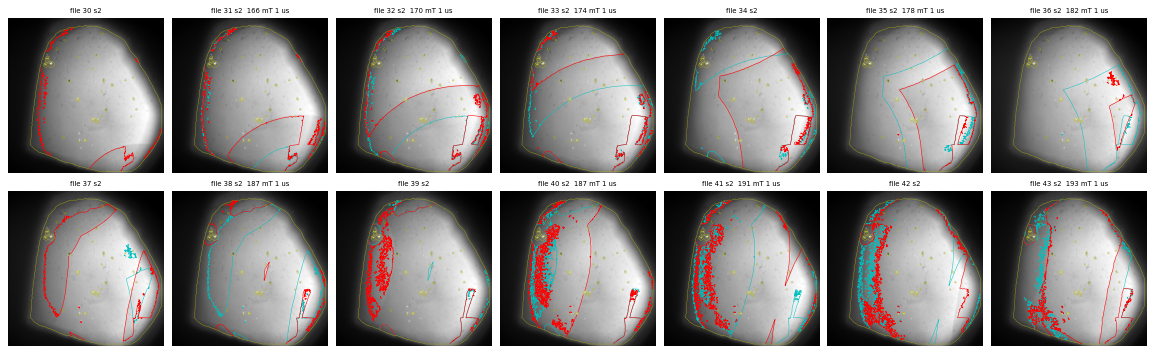 file 30 s2
file 31 s2 166 mT 1 us
file 32 s2 170 mT 1 us
file 33 s2 174 mT 1 us
file 34 s2
file 35 s2 178 mT 1 us
file 36 s2 182 mT 1 us
file 37 s2
file 38 s2 187 mT 1 us
file 39 s2
file 40 s2 187 mT 1 us
file 41 s2 191 mT 1 us
file 42 s2
file 43 s2 193 mT 1 us